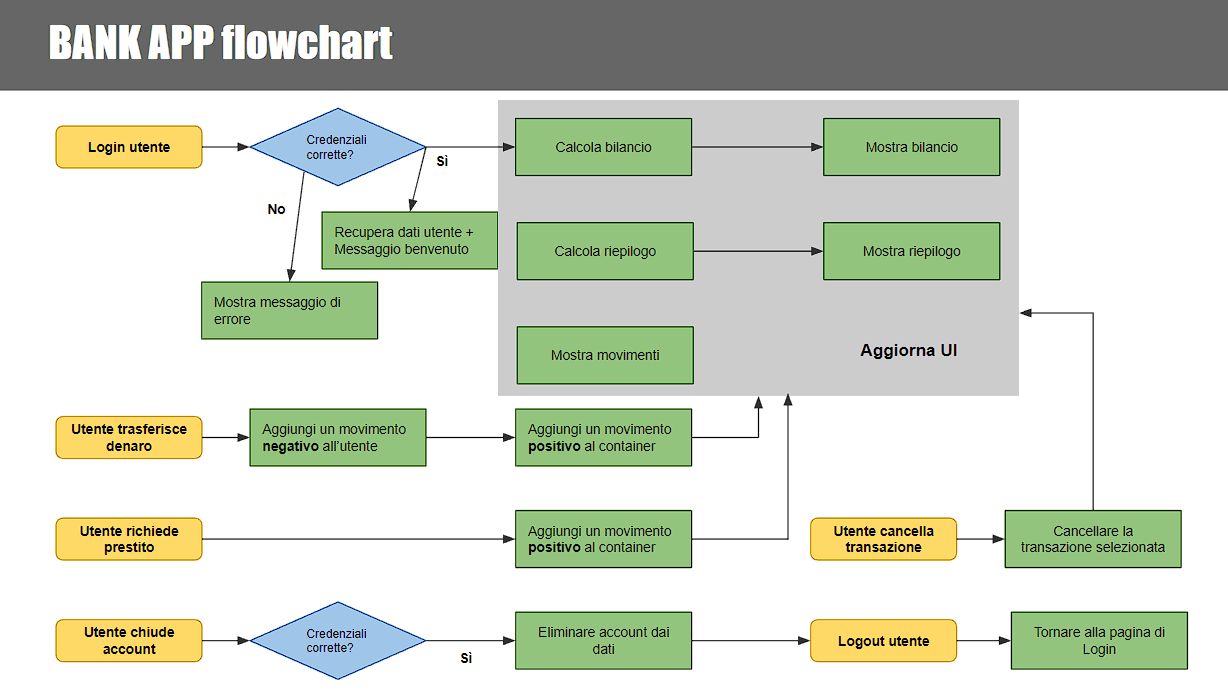 BANK APP flowchart
Login utente
Credenziali
corrette?
Sì
No
Calcola bilancio
Mostra bilancio
Recupera dati utente +
Messaggio benvenuto
Calcola riepilogo
Mostra riepilogo
Mostra messaggio di
errore
Mostra movimenti
Aggiorna UI
Utente trasferisce
denaro
Aggiungi un movimento
negativo all'utente
Aggiungi un movimento
positivo al container
Utente richiede
prestito
Aggiungi un movimento
positivo al container
Utente cancella
transazione
Cancellare la
transazione selezionata
Utente chiude
account
Credenziali
corrette?
Sì
Eliminare account dai
dati
Logout utente
Tornare alla pagina di
Login